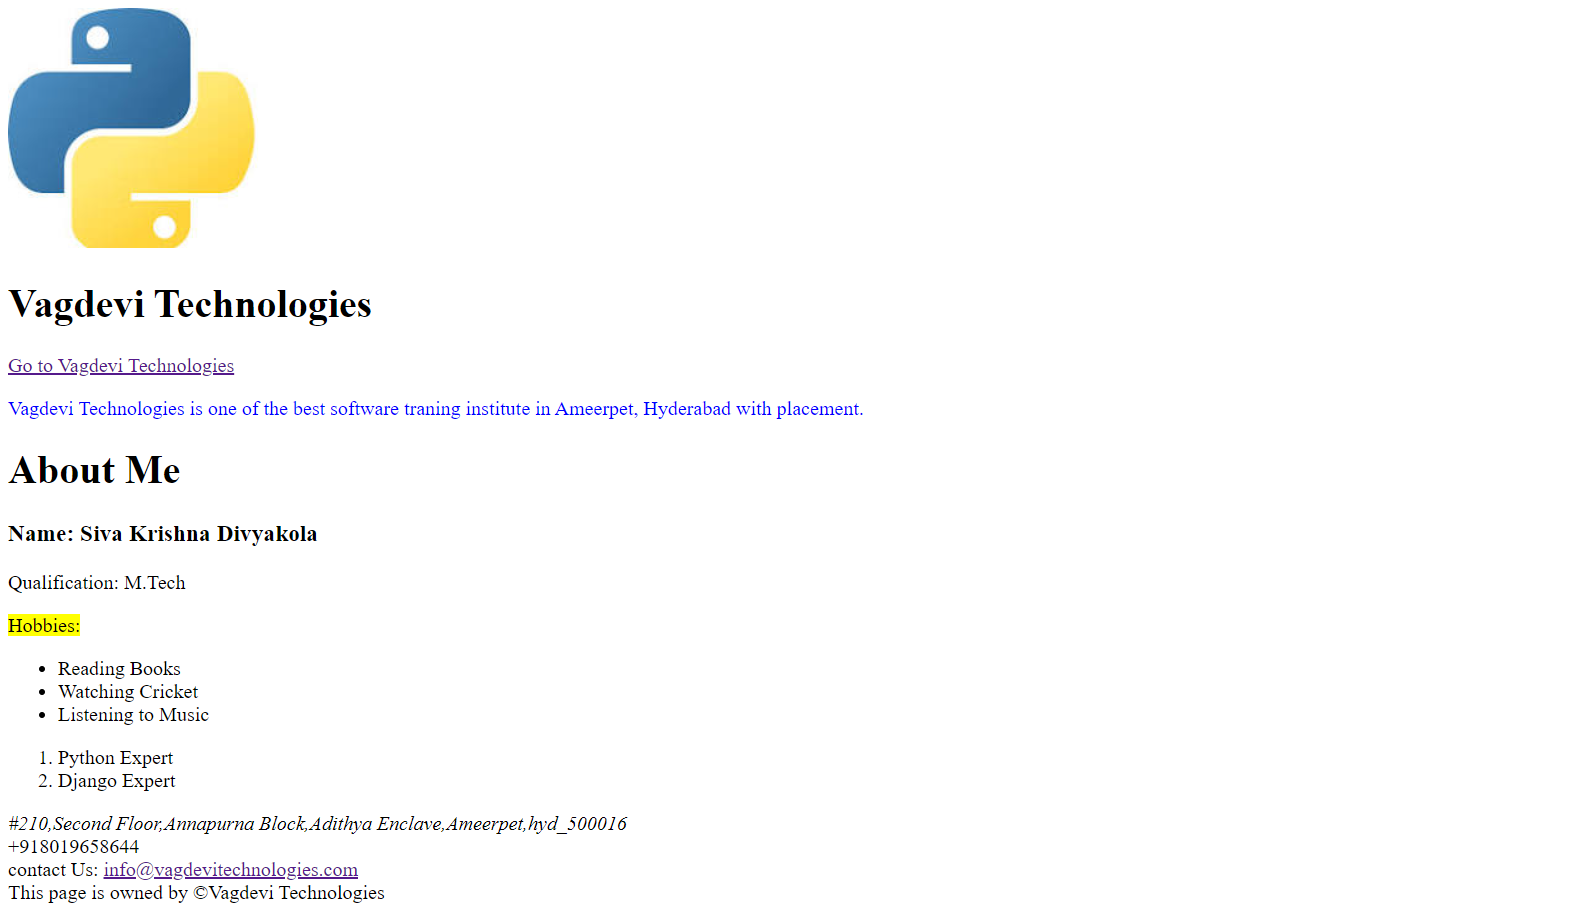 Vagdevi Technologies
Go to Vagdevi Technologies
Vagdevi Technologies is one of the best software traning institute in Ameerpet, Hyderabad with placement.
About Me
Name: Siva Krishna Divyakola
Qualification: M.Tech
Hobbies:
• Reading Books
• Watching Cricket
• Listening to Music
1. Python Expert
2. Django Expert
#210,Second Floor,Annapurna Block,Adithya Enclave,Ameerpet,hyd_500016
+918019658644
contact Us: info@vagdevitechnologies.com
This page is owned by ©Vagdevi Technologies